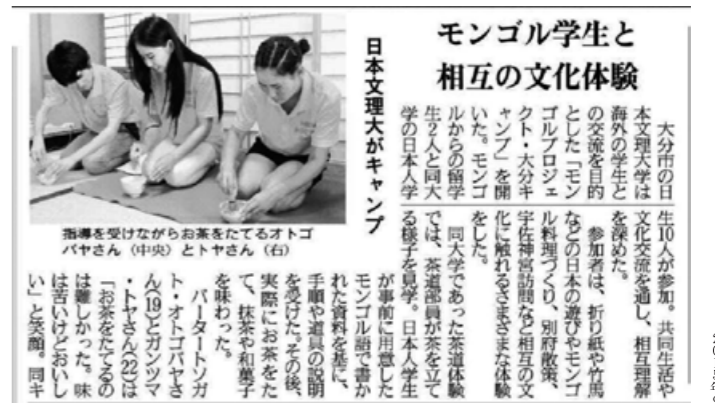 モンゴル学生と
相互の文化体験
日本文理大がキャンプ
大分市の日
本文理大学は
海外の学生と
の交流を目的
とした「モン
ゴルプロジェ
クト・大分キ
ャンプ」を開
いた。モンゴ
ルからの留学
生2人と同大
学の日本人学
生10人が参加。共同生活や
文化交流を通し、相互理解
を深めた。
参加者は、折り紙や竹馬
などの日本の遊びやモンゴ
ル料理づくり、別府散策、
宇佐神宮訪問など相互の文
化に触れるさまざまな体験
をした。
同大学であった茶道体験
では、茶道部員が茶を立て
る様子を見学。日本人学生
が事前に用意した
モンゴル語で書か
れた資料を基に、
手順や道具の説明
を受けた。その後、
実際にお茶をた
て、抹茶や和菓子
を味わった。
バータートソガ
ト・オトゴバヤさ
ん(19)とガンツマ
・トヤさん(22)は
「お茶をたてるの
は難しかった。味
は苦いけどおいし
い」と笑顔。同キ
指導を受けながらお茶をたてるオトゴ
バヤさん(中央)とトヤさん(右)